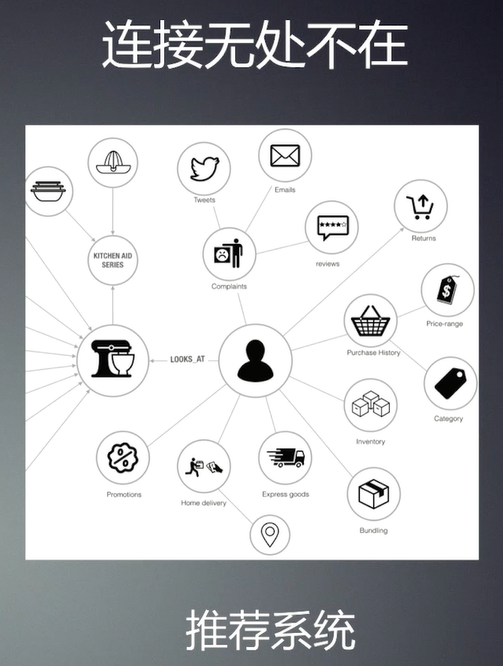 连接无处不在
Tweets
Emails
reviews
Returns
KITCHEN AID
SERIES
Complaints
Price-range
LOOKS_AT
Purchase History
Category
Inventory
Promotions
Home delivery
Express goods
Bundling
推荐系统